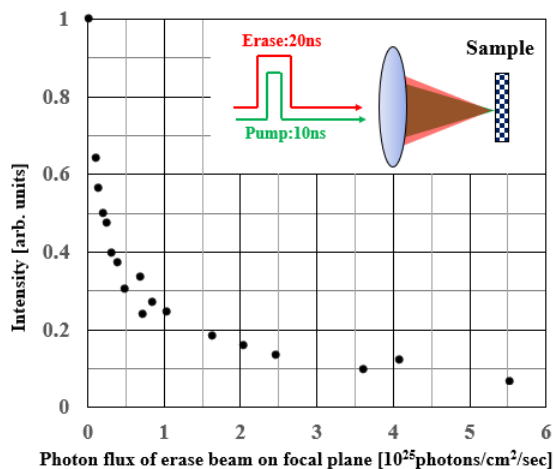 Erase:20ns
Pump:10ns
Sample
Intensity [arb. units]
1
0.8
0.6
0.4
0.2
0
0 1 2 3 4 5 6
Photon flux of erase beam on focal plane [10²⁵photons/cm²/sec]